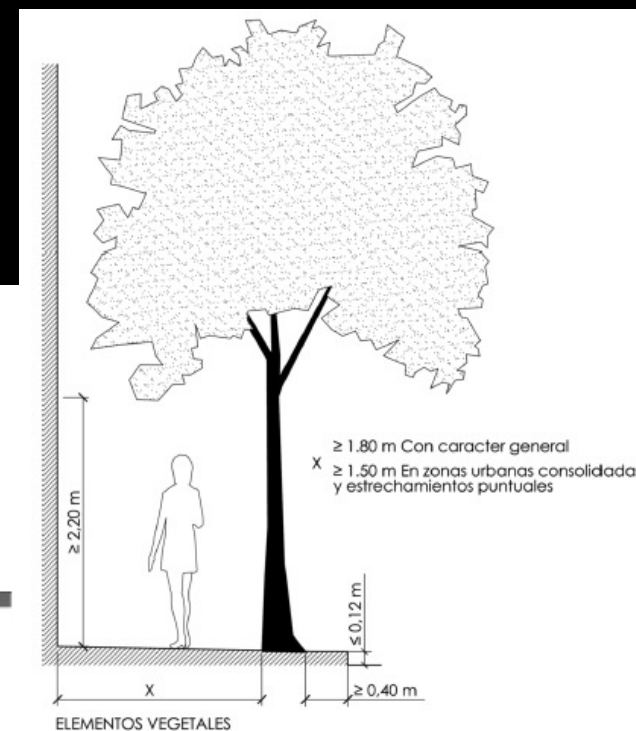 ≥ 1.80 m Con caracter general
X
≥ 1.50 m En zonas urbanas consolidada
y estrechamientos puntuales
≥ 2,20 m
≤ 0,12 m
X
≥ 0,40 m
ELEMENTOS VEGETALES